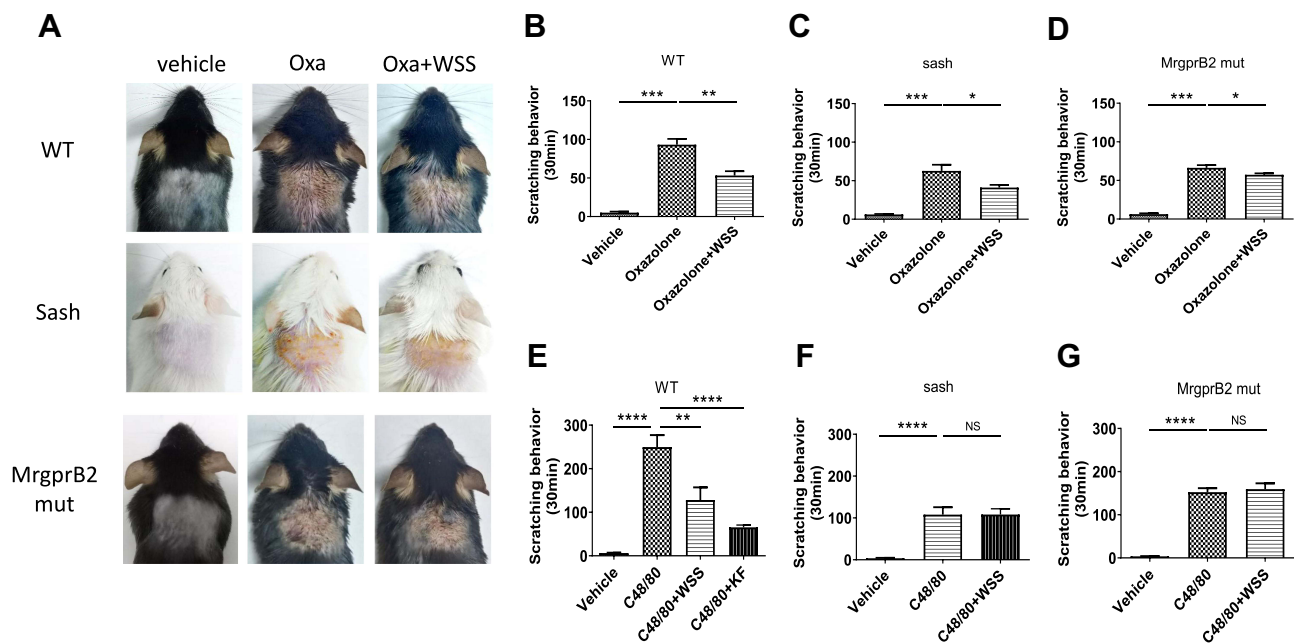 A
vehicle
Oxa
Oxa+WSS
WT
Sash
MrgprB2
mut
B
WT
***
**
Scratching behavior
(30min)
150
100
50
0
Vehicle
Oxazolone
Oxazolone+WSS
C
sash
***
*
Scratching behavior
(30min)
150
100
50
0
Vehicle
Oxazolone
Oxazolone+WSS
D
MrgprB2 mut
***
*
Scratching behavior
(30min)
150
100
50
0
Vehicle
Oxazolone
Oxazolone+WSS
E
WT
****
****
**
Scratching behavior
(30min)
300
200
100
0
Vehicle
C48/80
C48/80+WSS
C48/80+KF
F
sash
****
NS
Scratching behavior
(30min)
300
200
100
0
Vehicle
C48/80
C48/80+WSS
G
MrgprB2 mut
****
NS
Scratching behavior
(30min)
300
200
100
0
Vehicle
C48/80
C48/80+WSS